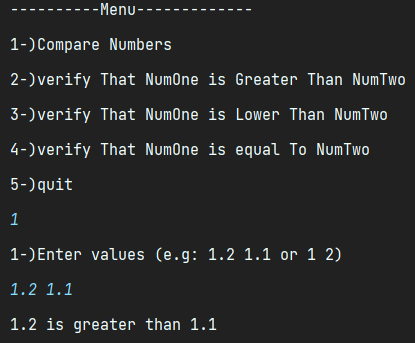 ----------Menu-------------
1-)Compare Numbers
2-)verify That NumOne is Greater Than NumTwo
3-)verify That NumOne is Lower Than NumTwo
4-)verify That NumOne is equal To NumTwo
5-)quit
1
1-)Enter values (e.g: 1.2 1.1 or 1 2)
1.2 1.1
1.2 is greater than 1.1